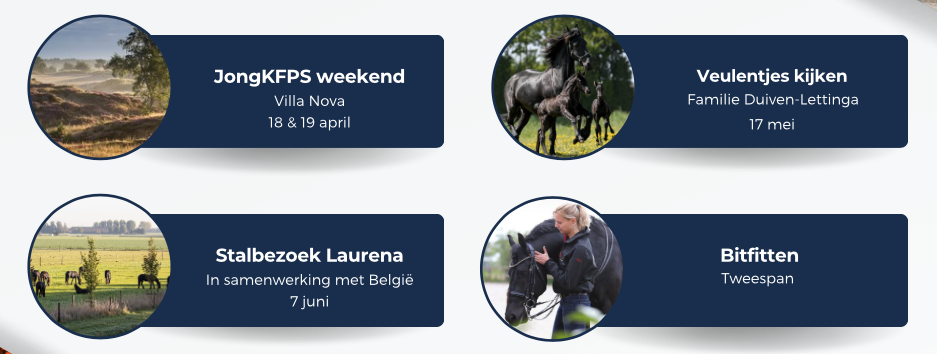 JongKFPS weekend
Villa Nova
18 & 19 april
Veulentjes kijken
Familie Duiven-Lettinga
17 mei
Stalbezoek Laurena
In samenwerking met België
7 juni
Bitfitten
Tweespan